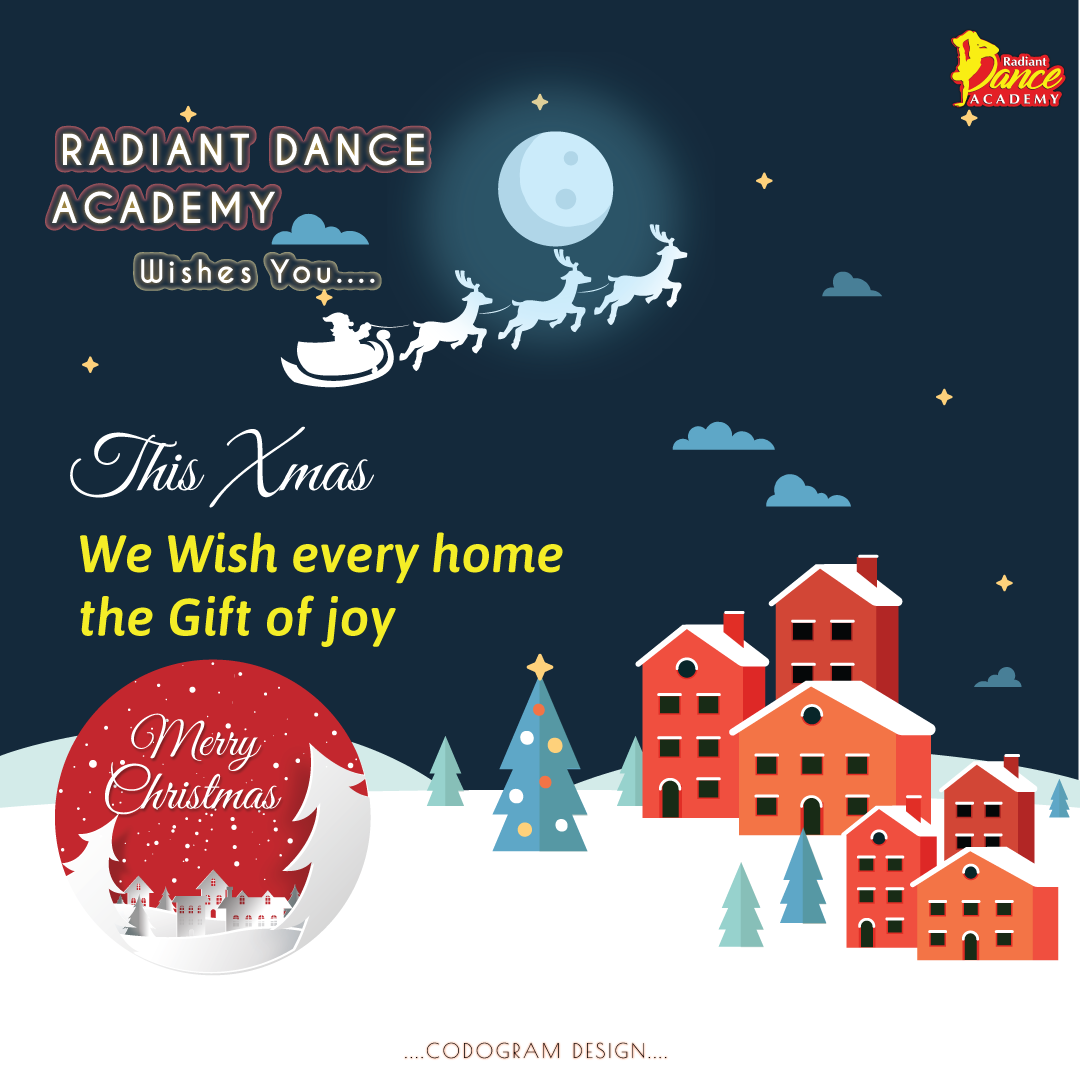 Radiant
Dance
ACADEMY
RADIANT DANCE
ACADEMY
Wishes You....
This Xmas
We Wish every home
the Gift of joy
Merry
Christmas
....CODOGRAM DESIGN....